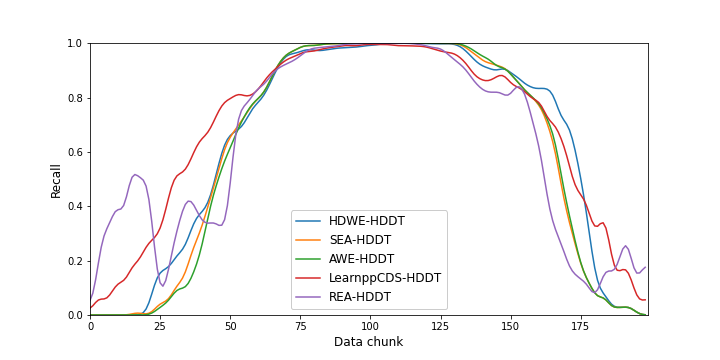 1.0
0.8
0.6
0.4
0.2
0.0
Recall
0 25 50 75 100 125 150 175
Data chunk
HDWE-HDDT
SEA-HDDT
AWE-HDDT
LearnppCDS-HDDT
REA-HDDT